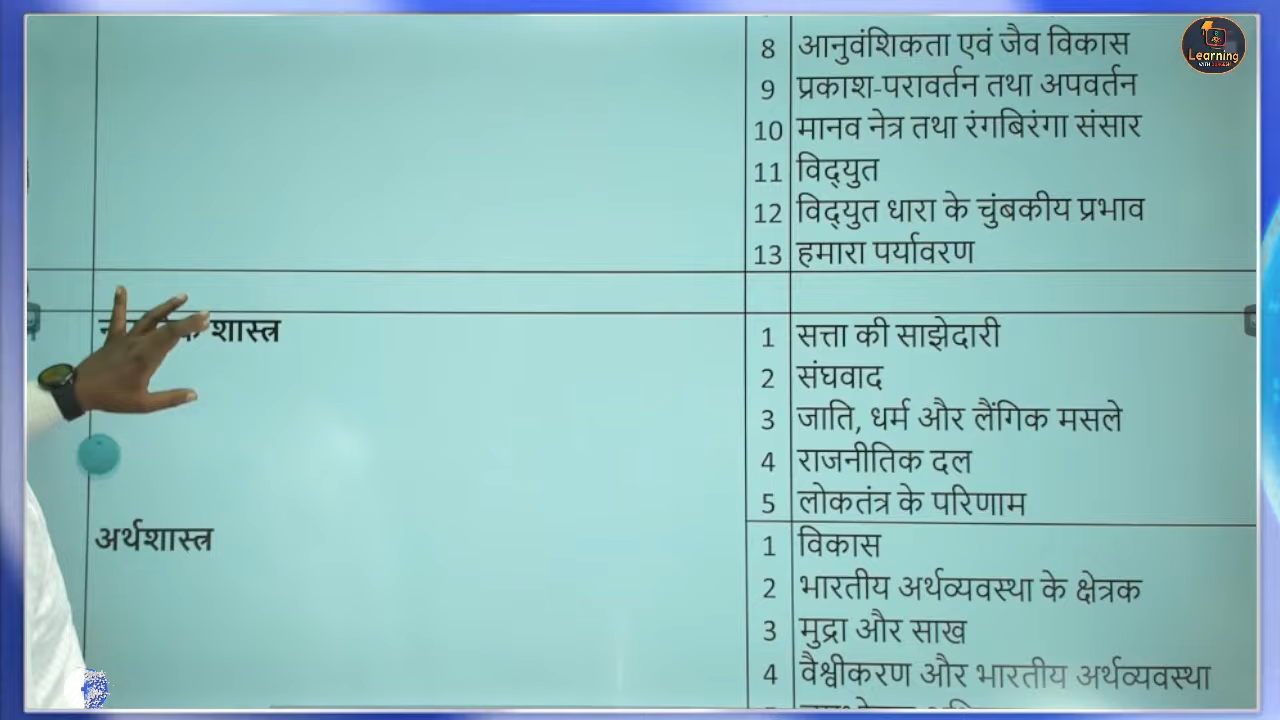 8 आनुवंशिकता एवं जैव विकास
9 प्रकाश-परावर्तन तथा अपवर्तन
10 मानव नेत्र तथा रंगबिरंगा संसार
11 विद्युत
12 विद्युत धारा के चुंबकीय प्रभाव
13 हमारा पर्यावरण
शास्त्र
1 सत्ता की साझेदारी
2 संघवाद
3 जाति, धर्म और लैंगिक मसले
4 राजनीतिक दल
5 लोकतंत्र के परिणाम
अर्थशास्त्र
1 विकास
2 भारतीय अर्थव्यवस्था के क्षेत्रक
3 मुद्रा और साख
4 वैश्वीकरण और भारतीय अर्थव्यवस्था
Learning